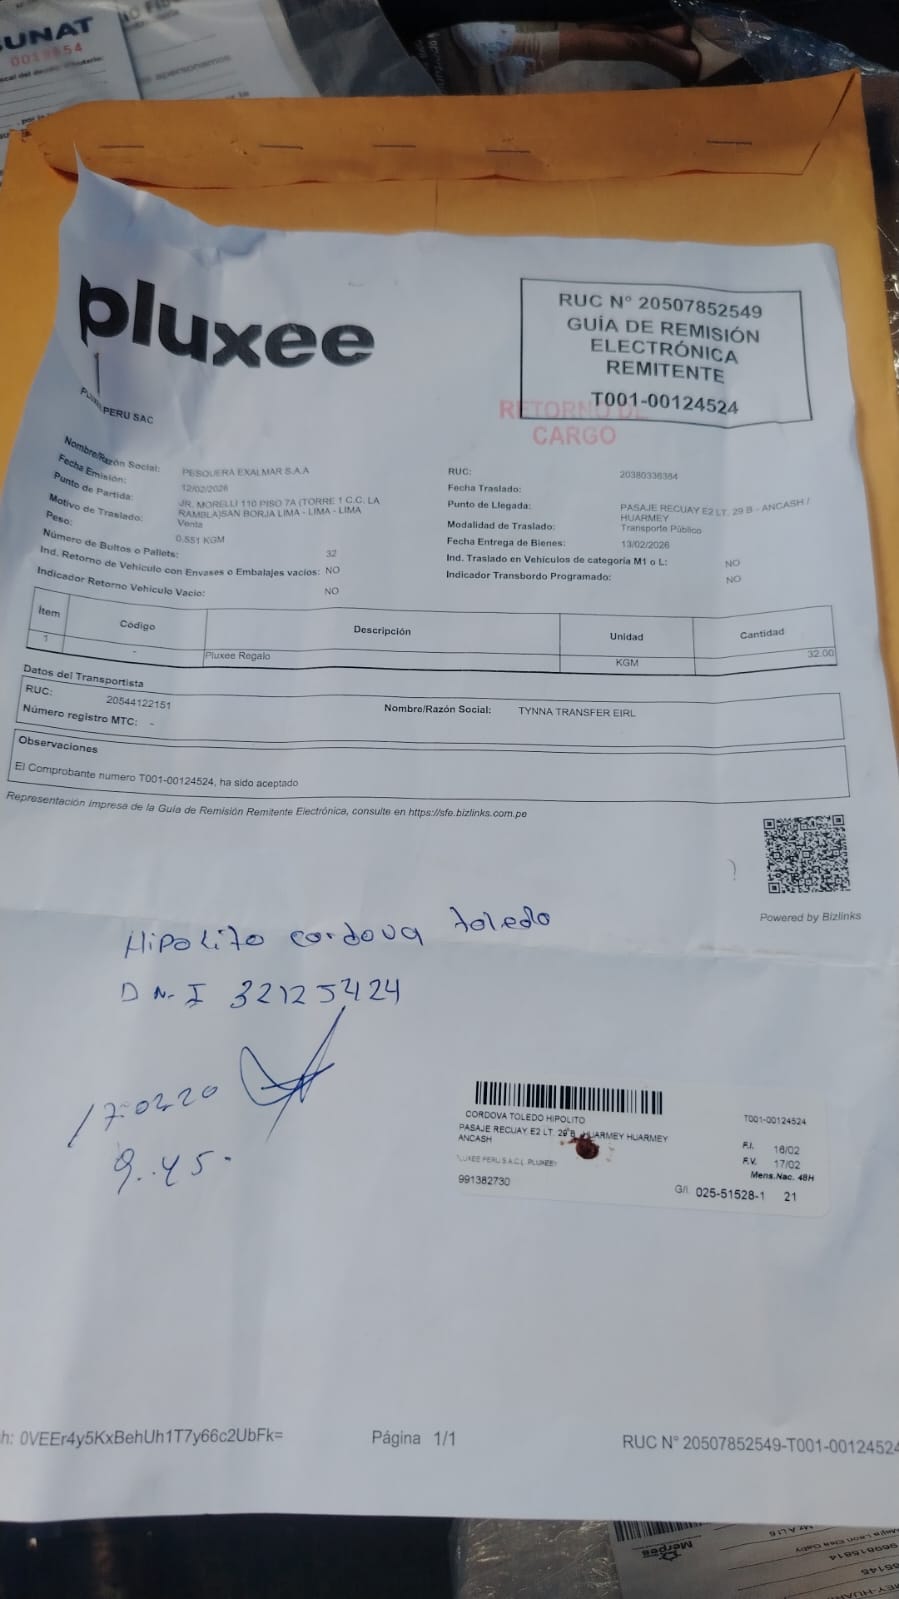 SUNAT
0013654
apersonamos
pluxee
PLUXEE PERU SAC
RUC N° 20507852549
GUÍA DE REMISIÓN
ELECTRÓNICA
REMITENTE
T001-00124524
RETORNO DE
CARGO
Nombre/Razón Social: PESQUERA EXALMAR S.A.A
Fecha Emisión: 12/02/2026
Punto de Partida: JR. MORELLI 110 PISO 7A (TORRE 1 C.C. LA
RAMBLA)SAN BORJA LIMA - LIMA - LIMA
Motivo de Traslado: Venta
Peso: 0.551 KGM
Número de Bultos o Pallets: 32
Ind. Retorno de Vehículo con Envases o Embalajes vacíos: NO
Indicador Retorno Vehículo Vacío: NO
RUC: 20380336384
Fecha Traslado:
Punto de Llegada: PASAJE RECUAY E2 LT. 29 B - ANCASH /
HUARMEY
Modalidad de Traslado: Transporte Público
Fecha Entrega de Bienes: 13/02/2026
Ind. Traslado en Vehículos de categoría M1 o L: NO
Indicador Transbordo Programado: NO
Ítem Código Descripción Unidad Cantidad
1 - Pluxee Regalo KGM 32.00
Datos del Transportista
RUC: 20544122151 Nombre/Razón Social: TYNNA TRANSFER EIRL
Número registro MTC: -
Observaciones
El Comprobante numero T001-00124524, ha sido aceptado
Representación Impresa de la Guía de Remisión Remitente Electrónica, consulte en https://sfe.bizlinks.com.pe
Powered by Bizlinks
Hipolito cordova toledo
D N. I 32125424
17-0220
9..45.
CORDOVA TOLEDO HIPOLITO T001-00124524
PASAJE RECUAY E2 LT. 29 B HUARMEY HUARMEY
ANCASH
F.I. 16/02
F.V. 17/02
PLUXEE PERU S.A.C ( PLUXEE)
Mens.Nac. 48H
991382730 G/I. 025-51528-1 21
h: 0VEEr4y5KxBehUh1T7y66c2UbFk= Página 1/1 RUC N° 20507852549-T001-00124524
Merpes